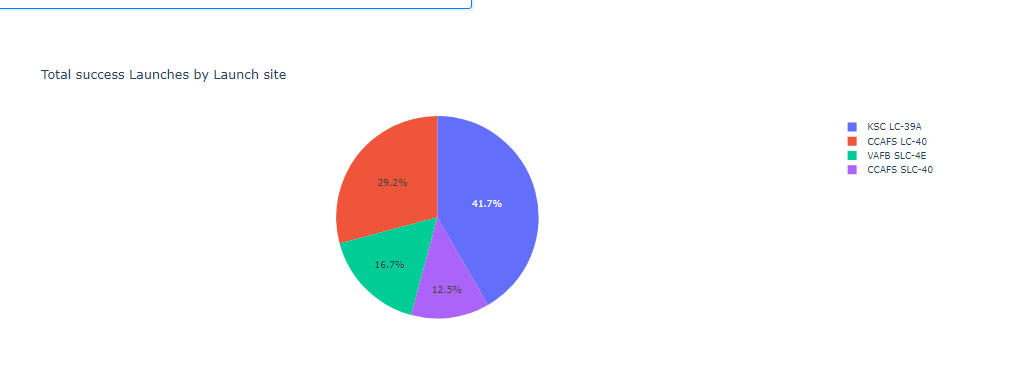 Total success Launches by Launch site
KSC LC-39A
CCAFS LC-40
VAFB SLC-4E
CCAFS SLC-40
29.2%
41.7%
16.7%
12.5%